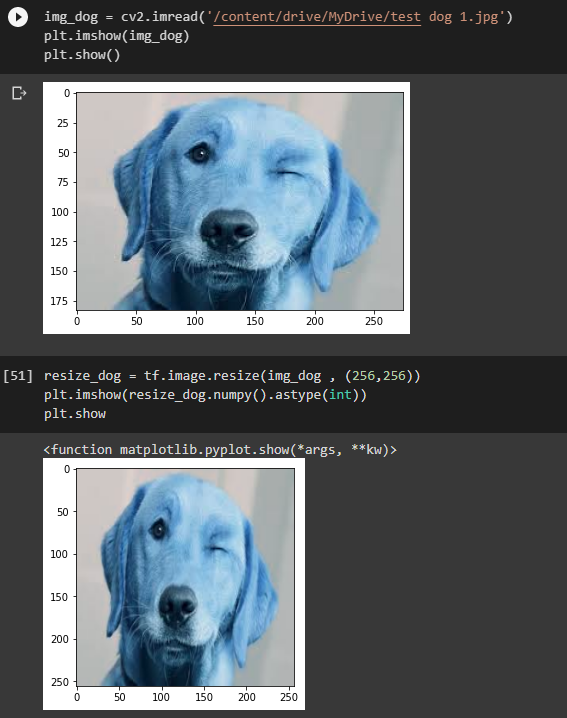 img_dog = cv2.imread('/content/drive/MyDrive/test dog 1.jpg')
plt.imshow(img_dog)
plt.show()
0
25
50
75
100
125
150
175
0 50 100 150 200 250
[51] resize_dog = tf.image.resize(img_dog , (256,256))
plt.imshow(resize_dog.numpy().astype(int))
plt.show
<function matplotlib.pyplot.show(*args, **kw)>
0
50
100
150
200
250
0 50 100 150 200 250